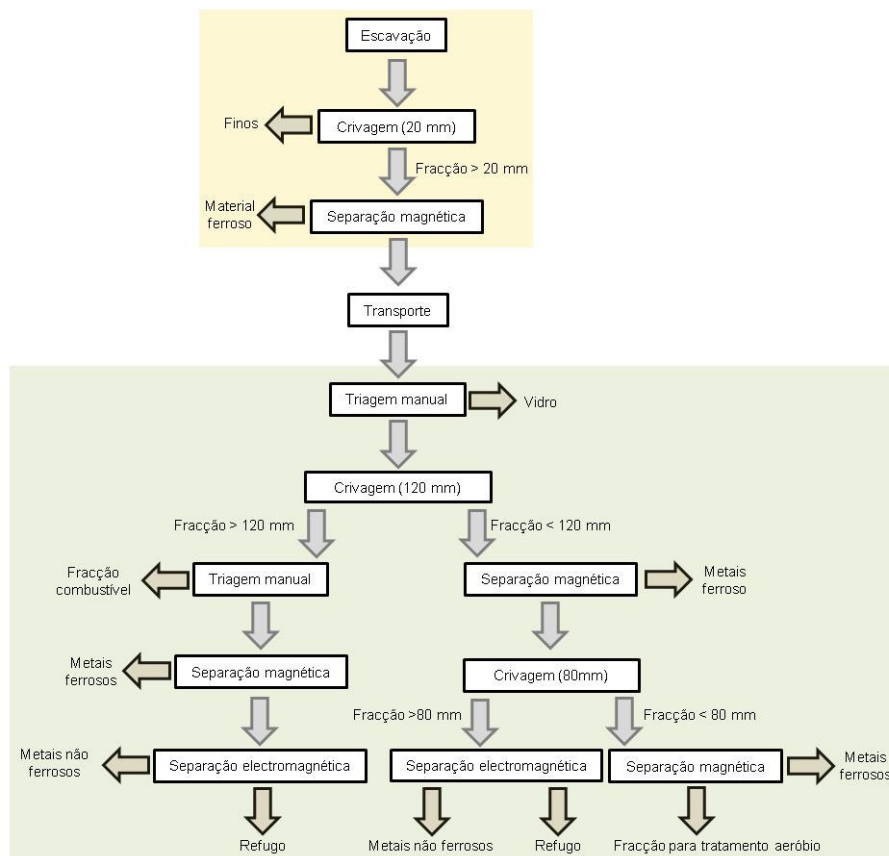 Escavação
Finos
Crivagem (20 mm)
Fracção > 20 mm
Material
ferroso
Separação magnética
Transporte
Triagem manual
Vidro
Crivagem (120 mm)
Fracção > 120 mm
Fracção < 120 mm
Fracção
combustível
Triagem manual
Separação magnética
Metais
ferroso
Metais
ferrosos
Separação magnética
Crivagem (80mm)
Fracção >80 mm
Fracção < 80 mm
Metais não
ferrosos
Separação electromagnética
Separação electromagnética
Separação magnética
Metais
ferrosos
Refugo
Metais não ferrosos
Refugo
Fracção para tratamento aeróbio